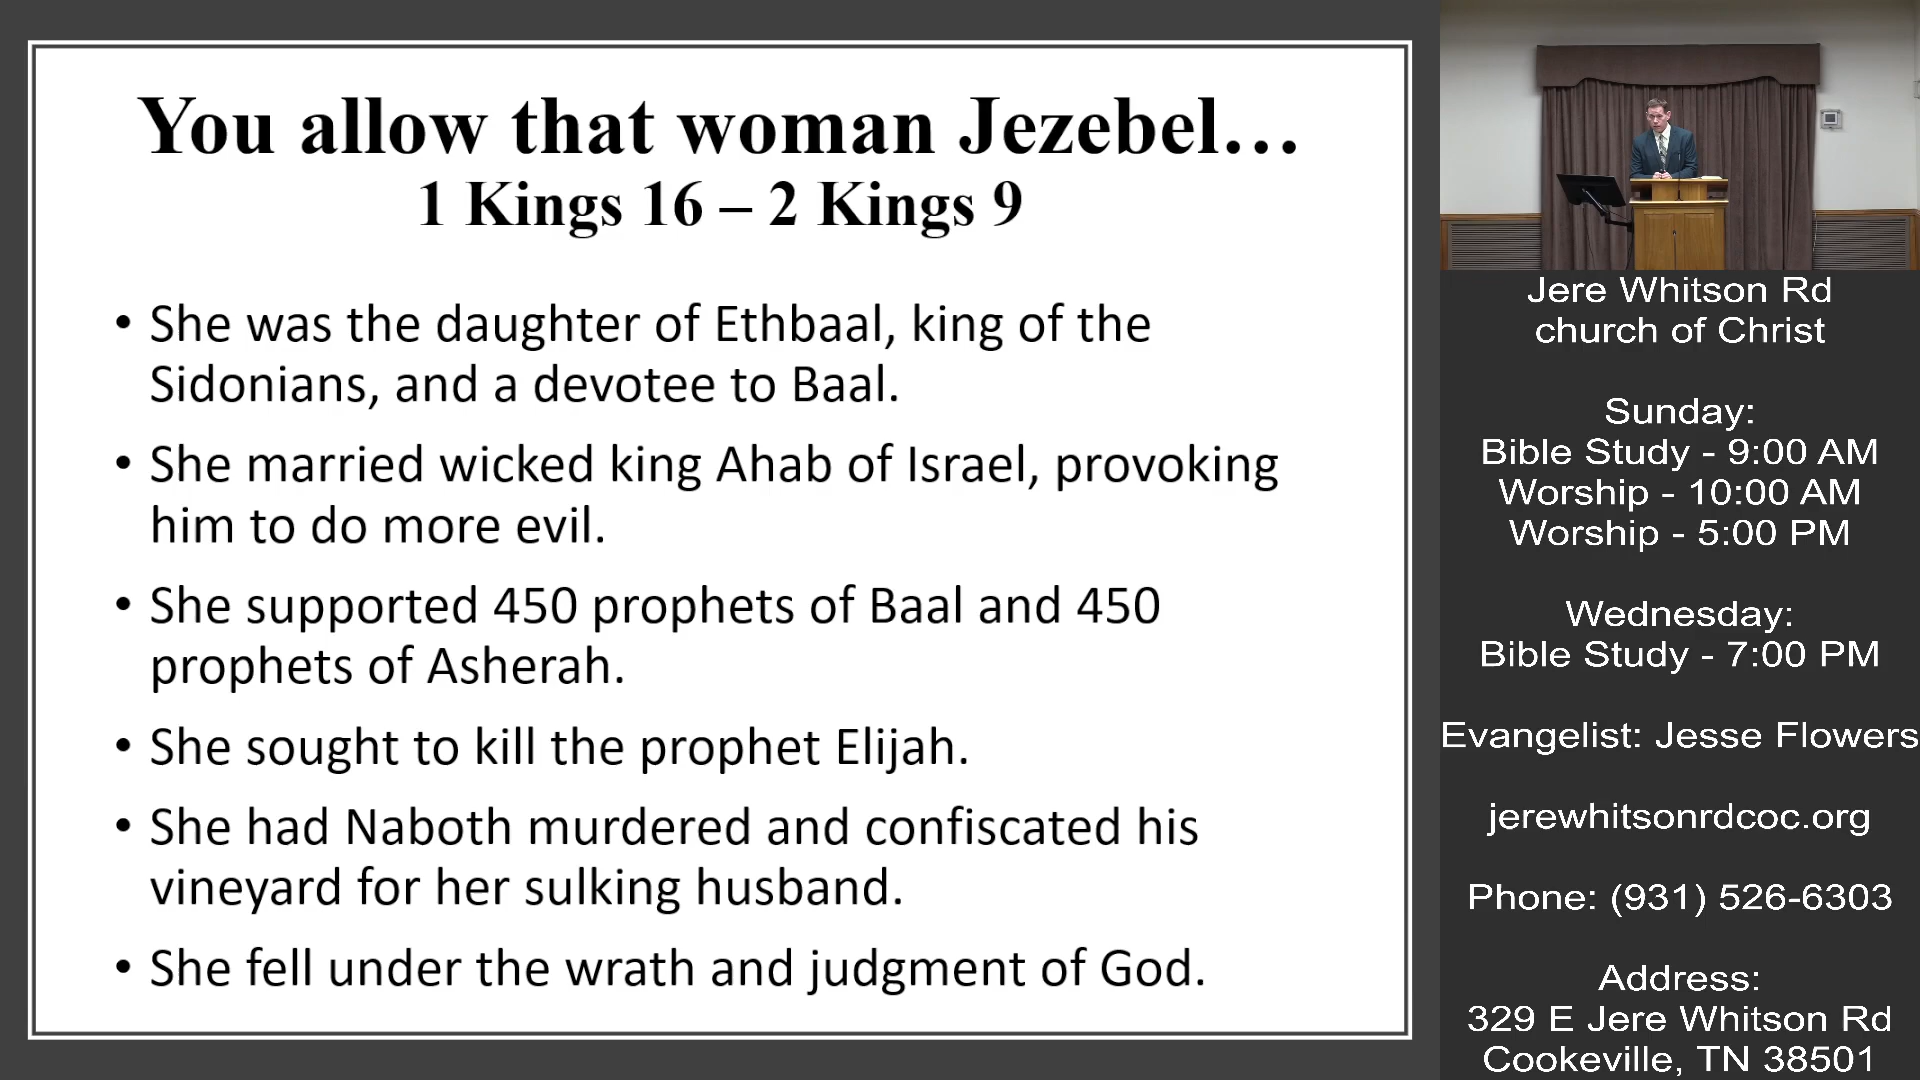 You allow that woman Jezebel…
1 Kings 16 – 2 Kings 9
• She was the daughter of Ethbaal, king of the
Sidonians, and a devotee to Baal.
• She married wicked king Ahab of Israel, provoking
him to do more evil.
• She supported 450 prophets of Baal and 450
prophets of Asherah.
• She sought to kill the prophet Elijah.
• She had Naboth murdered and confiscated his
vineyard for her sulking husband.
• She fell under the wrath and judgment of God.
Jere Whitson Rd
church of Christ
Sunday:
Bible Study - 9:00 AM
Worship - 10:00 AM
Worship - 5:00 PM
Wednesday:
Bible Study - 7:00 PM
Evangelist: Jesse Flowers
jerewhitsonrdcoc.org
Phone: (931) 526-6303
Address:
329 E Jere Whitson Rd
Cookeville, TN 38501